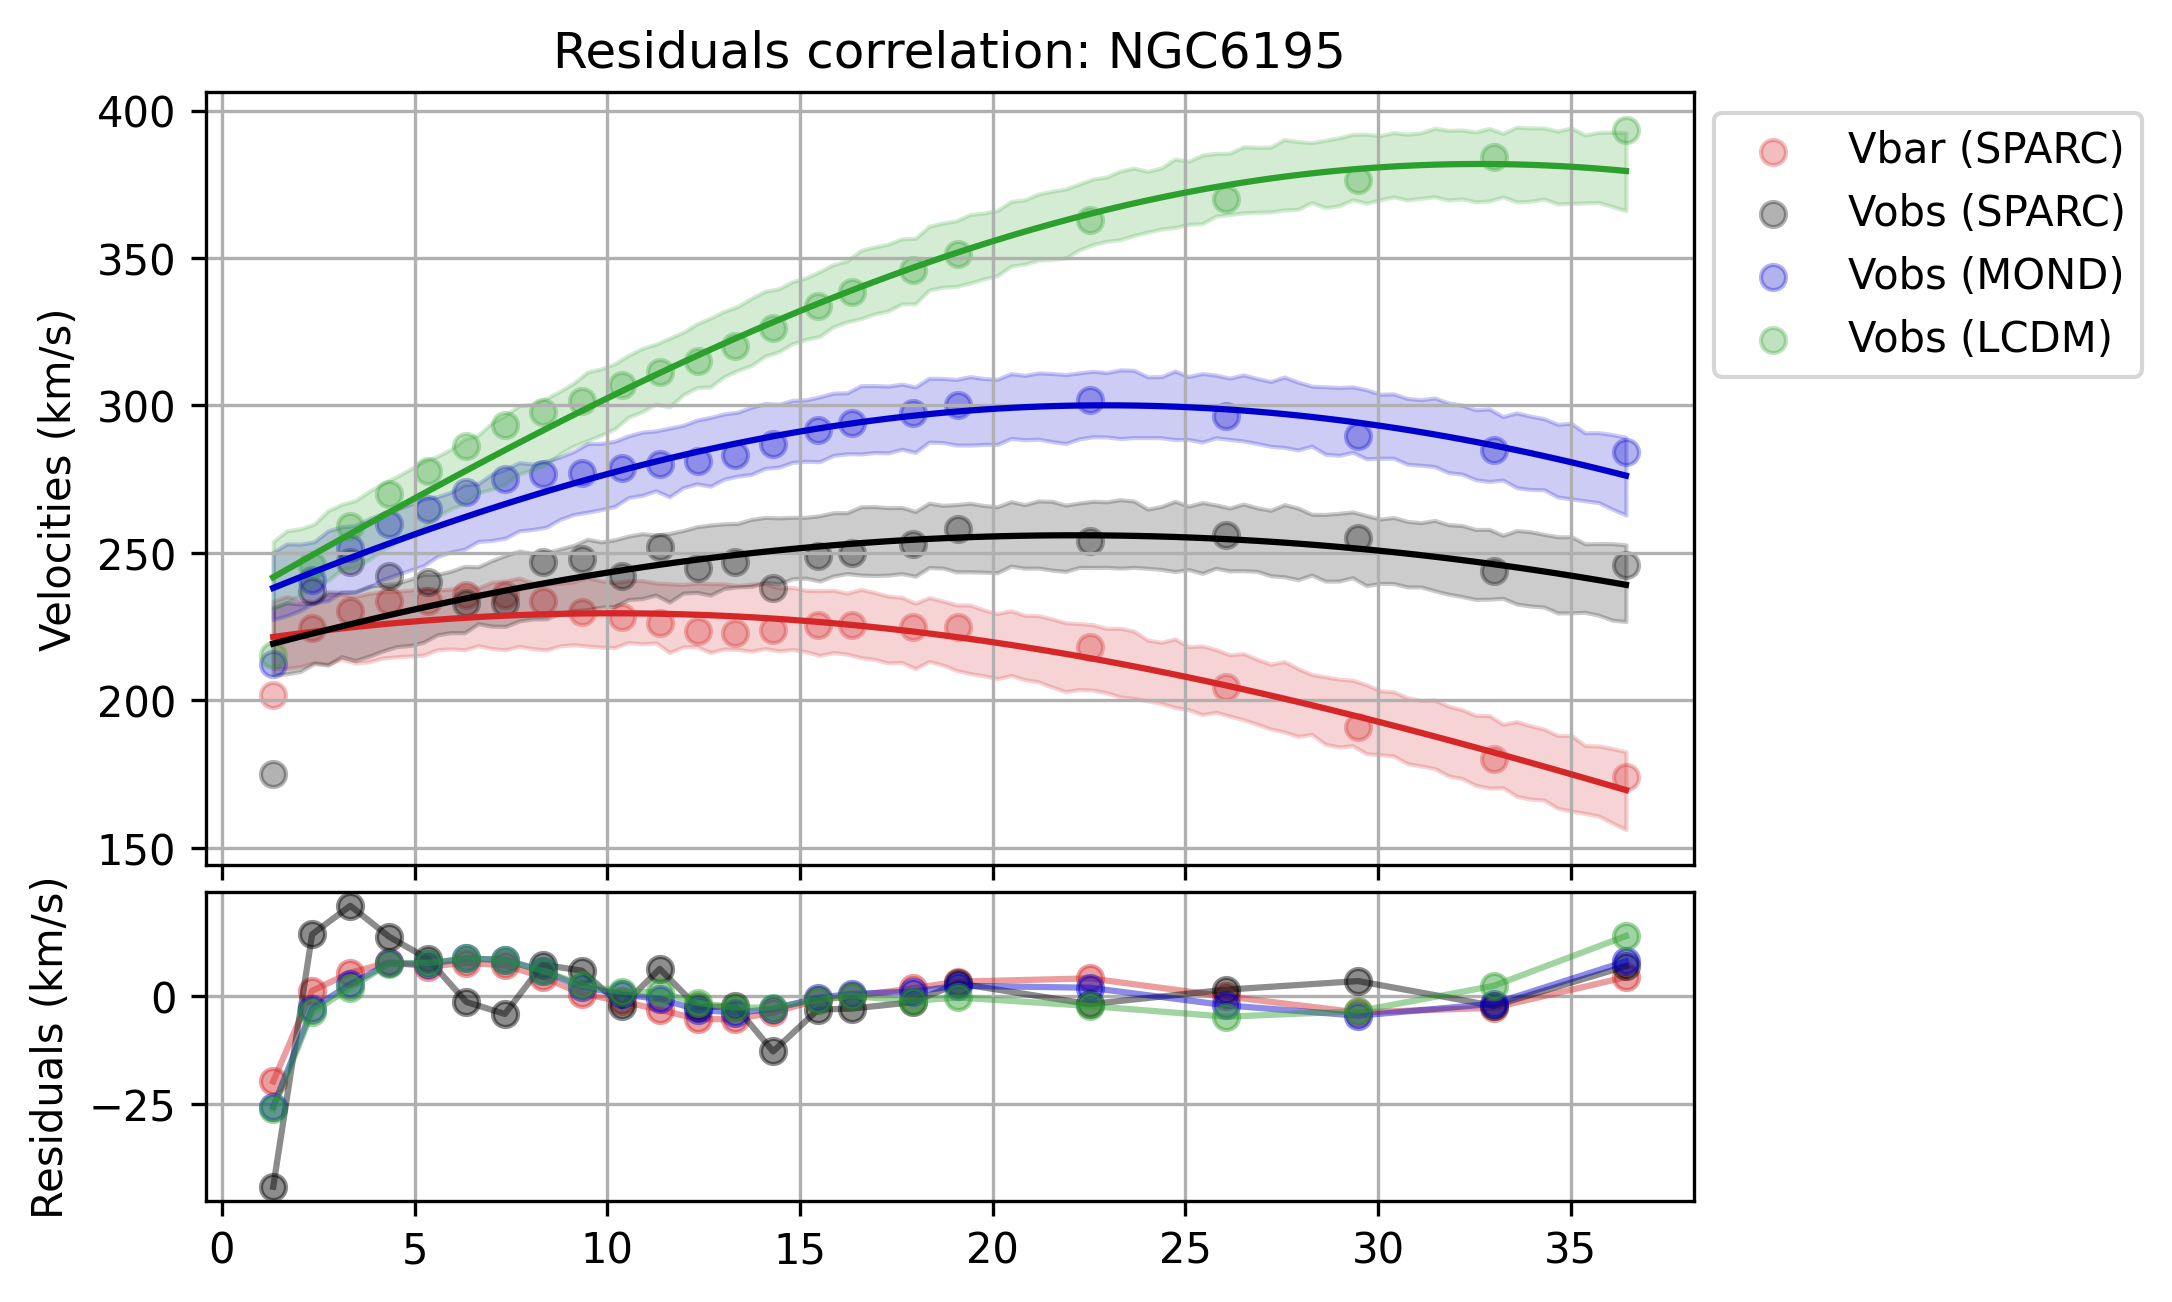 Residuals correlation: NGC6195
Velocities (km/s)
400
350
300
250
200
150
Vbar (SPARC)
Vobs (SPARC)
Vobs (MOND)
Vobs (LCDM)
Residuals (km/s)
0
−25
0 5 10 15 20 25 30 35